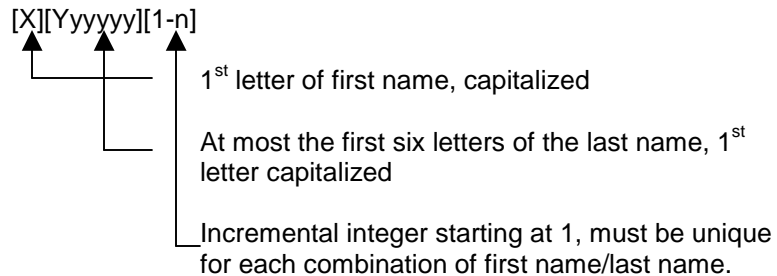 [X][Yyyyyy][1-n]
1st letter of first name, capitalized
At most the first six letters of the last name, 1st
letter capitalized
Incremental integer starting at 1, must be unique
for each combination of first name/last name.